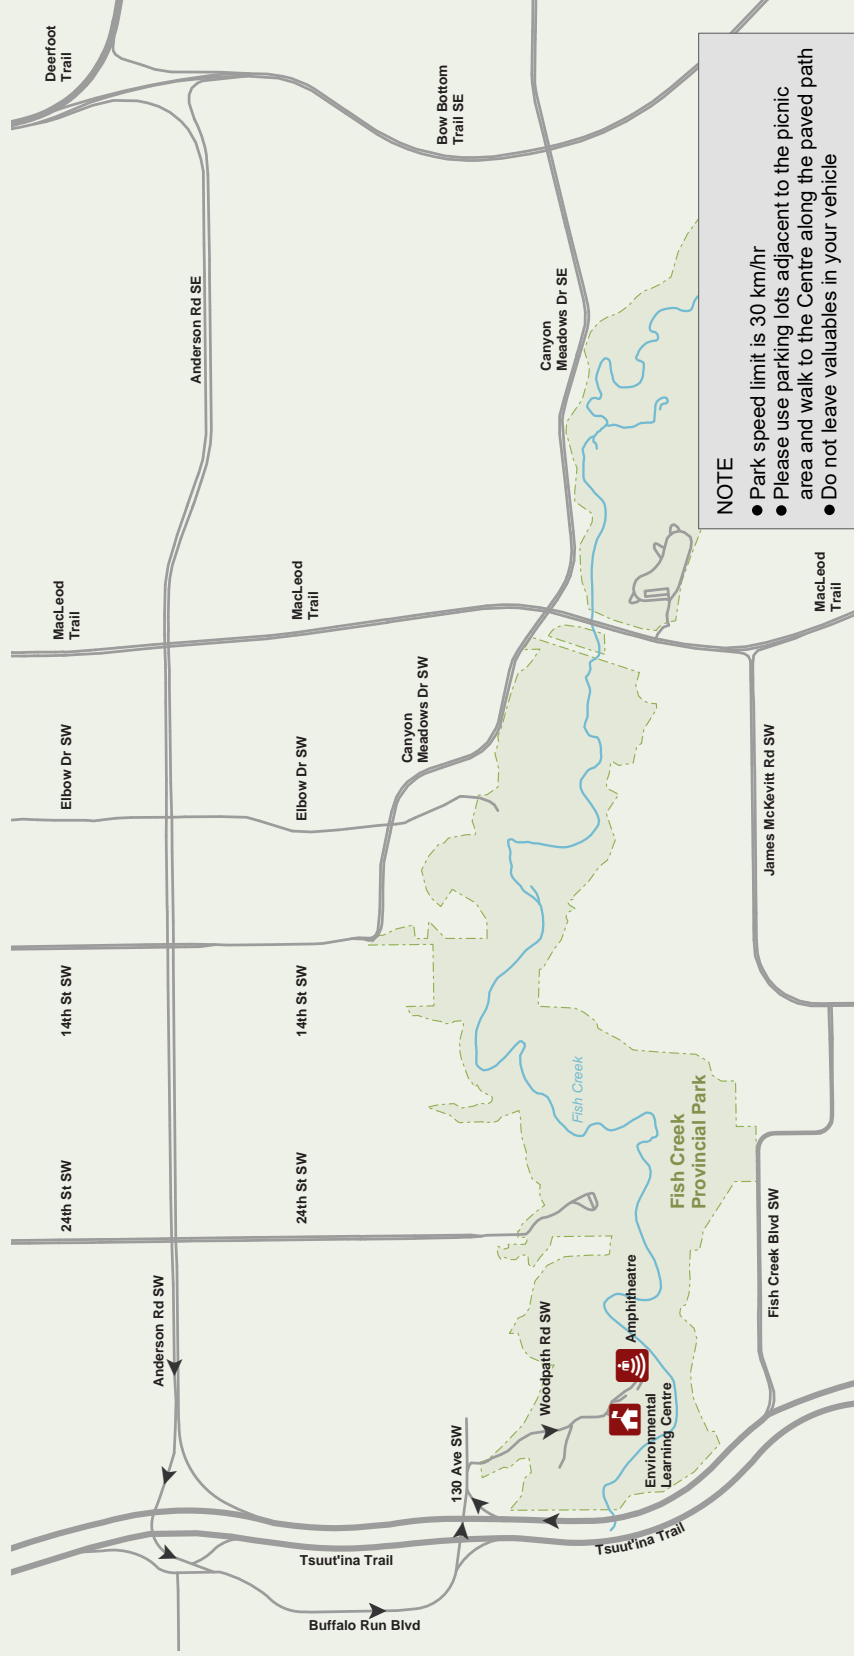 Deerfoot
Trail
Bow Bottom
Trail SE
Anderson Rd SE
Canyon
Meadows Dr SE
MacLeod
Trail
MacLeod
Trail
MacLeod
Trail
Elbow Dr SW
Elbow Dr SW
Canyon
Meadows Dr SW
James McKevitt Rd SW
14th St SW
14th St SW
24th St SW
24th St SW
Fish Creek
Fish Creek
Provincial Park
Fish Creek Blvd SW
Anderson Rd SW
Woodpath Rd SW
Amphitheatre
Environmental
Learning Centre
130 Ave SW
Tsuut'ina Trail
Tsuut'ina Trail
Buffalo Run Blvd
NOTE
● Park speed limit is 30 km/hr
● Please use parking lots adjacent to the picnic
area and walk to the Centre along the paved path
● Do not leave valuables in your vehicle